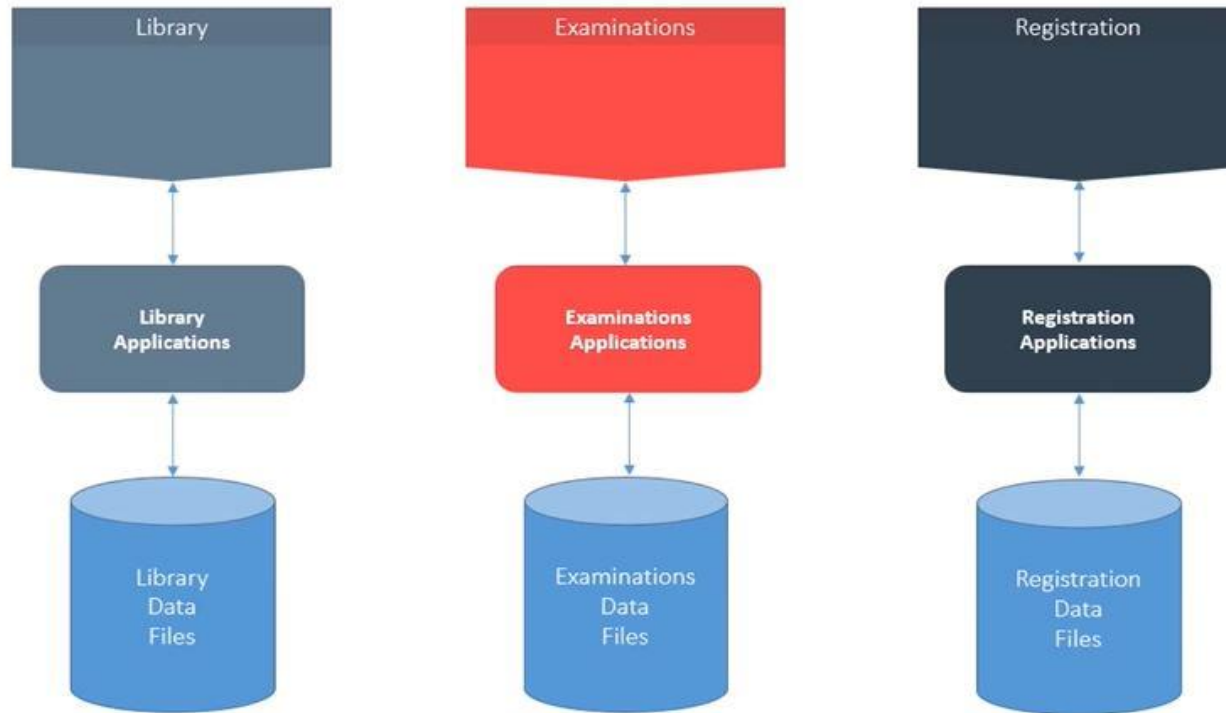 Library
Examinations
Registration
Library
Applications
Examinations
Applications
Registration
Applications
Library
Data
Files
Examinations
Data
Files
Registration
Data
Files